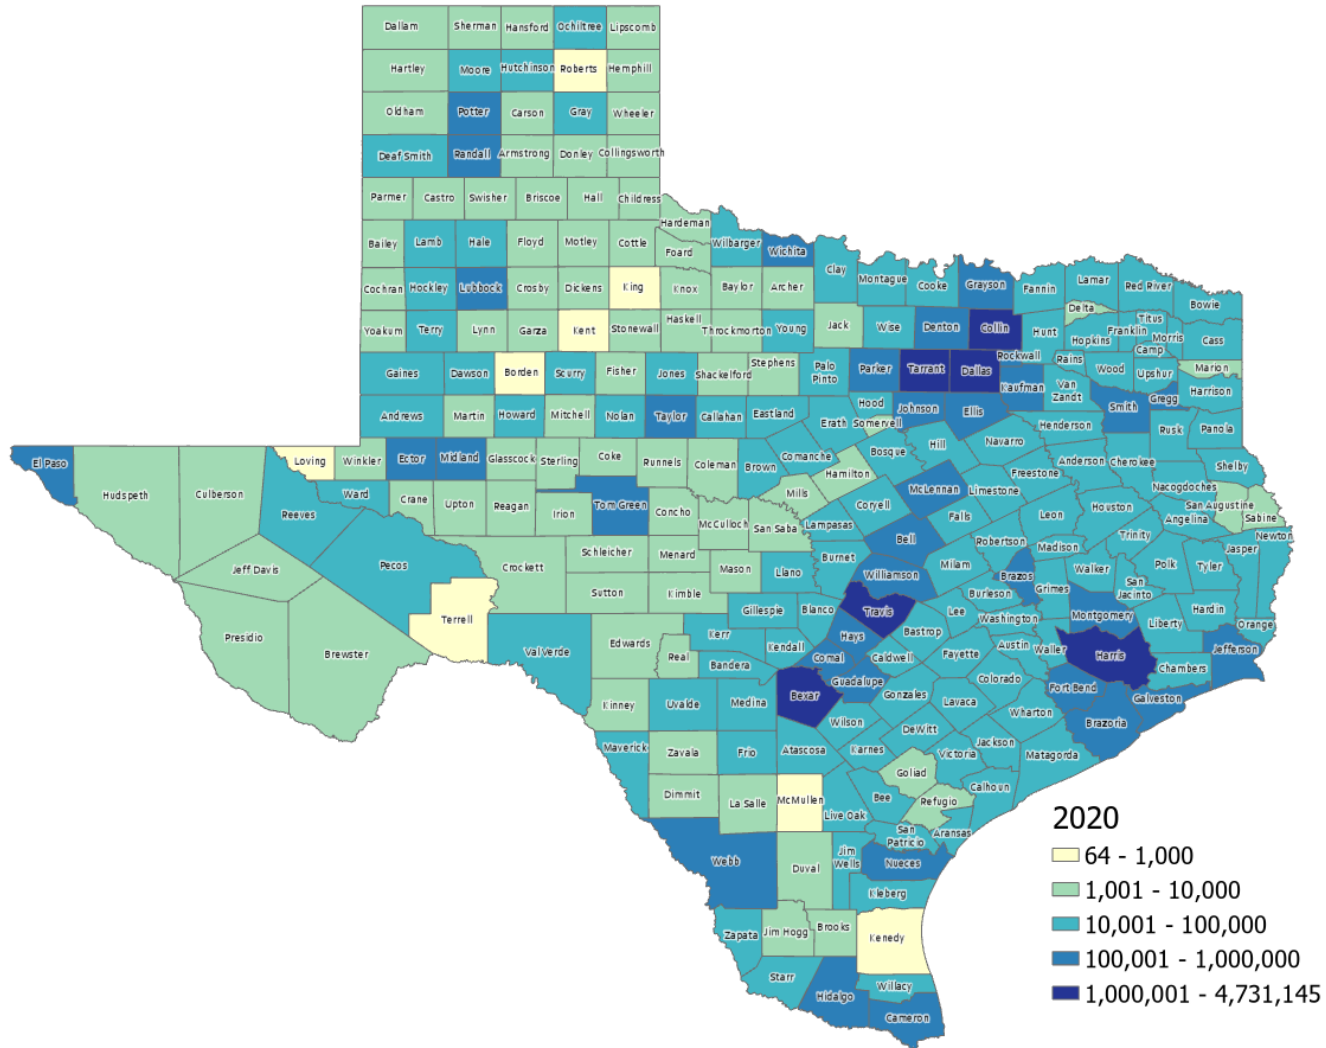 Dallam Sherman Hansford Ochiltree Lipscomb
Hartley Moore Hutchinson Roberts Hemphill
Oldham Potter Carson Gray Wheeler
Deaf Smith Randall Armstrong Donley Collingsworth
Parmer Castro Swisher Briscoe Hall Childress
Hardeman
Bailey Lamb Hale Floyd Motley Cottle Foard Wilbarger Wichita
Clay Montague Cooke Grayson Fannin Lamar Red River Bowie
Cochran Hockley Lubbock Crosby Dickens King Knox Baylor Archer
Delta Titus
Yoakum Terry Lynn Garza Kent Stonewall Haskell Throckmorton Young Jack Wise Denton Collin Hunt Hopkins Franklin Morris Cass
Camp
Rockwall Rains Wood Upshur Marion
Gaines Dawson Borden Scurry Fisher Jones Shackelford Stephens Palo
Pinto Parker Tarrant Dallas Kaufman Van
Zandt Smith Gregg Harrison
Andrews Martin Howard Mitchell Nolan Taylor Callahan Eastland Erath Hood Somervell Johnson Ellis Henderson Rusk Panola
El Paso Hudspeth Culberson Loving Winkler Ector Midland Glasscock Sterling Coke Runnels Coleman Brown Comanche Hamilton Bosque Hill Navarro Freestone Anderson Cherokee Shelby
Nacogdoches
Reeves Ward Crane Upton Reagan Irion Tom Green Concho McCulloch San Saba Mills Lampasas Coryell McLennan Limestone Falls Leon Houston Angelina San Augustine Sabine
Newton
Jeff Davis Pecos Crockett Schleicher Menard Mason Llano Burnet Bell Williamson Milam Robertson Madison Brazos Walker Trinity Polk Tyler Jasper
Presidio Brewster Terrell Sutton Kimble Gillespie Blanco Travis Lee Burleson Washington Grimes San
Jacinto Montgomery Hardin Liberty Orange
Val Verde Edwards Real Kerr Bandera Kendall Hays Comal Caldwell Bastrop Fayette Austin Waller Harris Chambers Jefferson
Kinney Uvalde Medina Bexar Guadalupe Gonzales Lavaca Colorado Fort Bend Galveston
Wilson Wharton Brazoria
Maverick Zavala Frio Atascosa Karnes DeWitt Victoria Jackson Matagorda
Goliad Calhoun
Dimmit La Salle McMullen Live Oak Bee Refugio
San
Patricio Aransas
Webb Duval Jim
Wells Nueces
Kleberg
Zapata Jim Hogg Brooks Kenedy
Starr Hidalgo Willacy
Cameron
2020
64 - 1,000
1,001 - 10,000
10,001 - 100,000
100,001 - 1,000,000
1,000,001 - 4,731,145